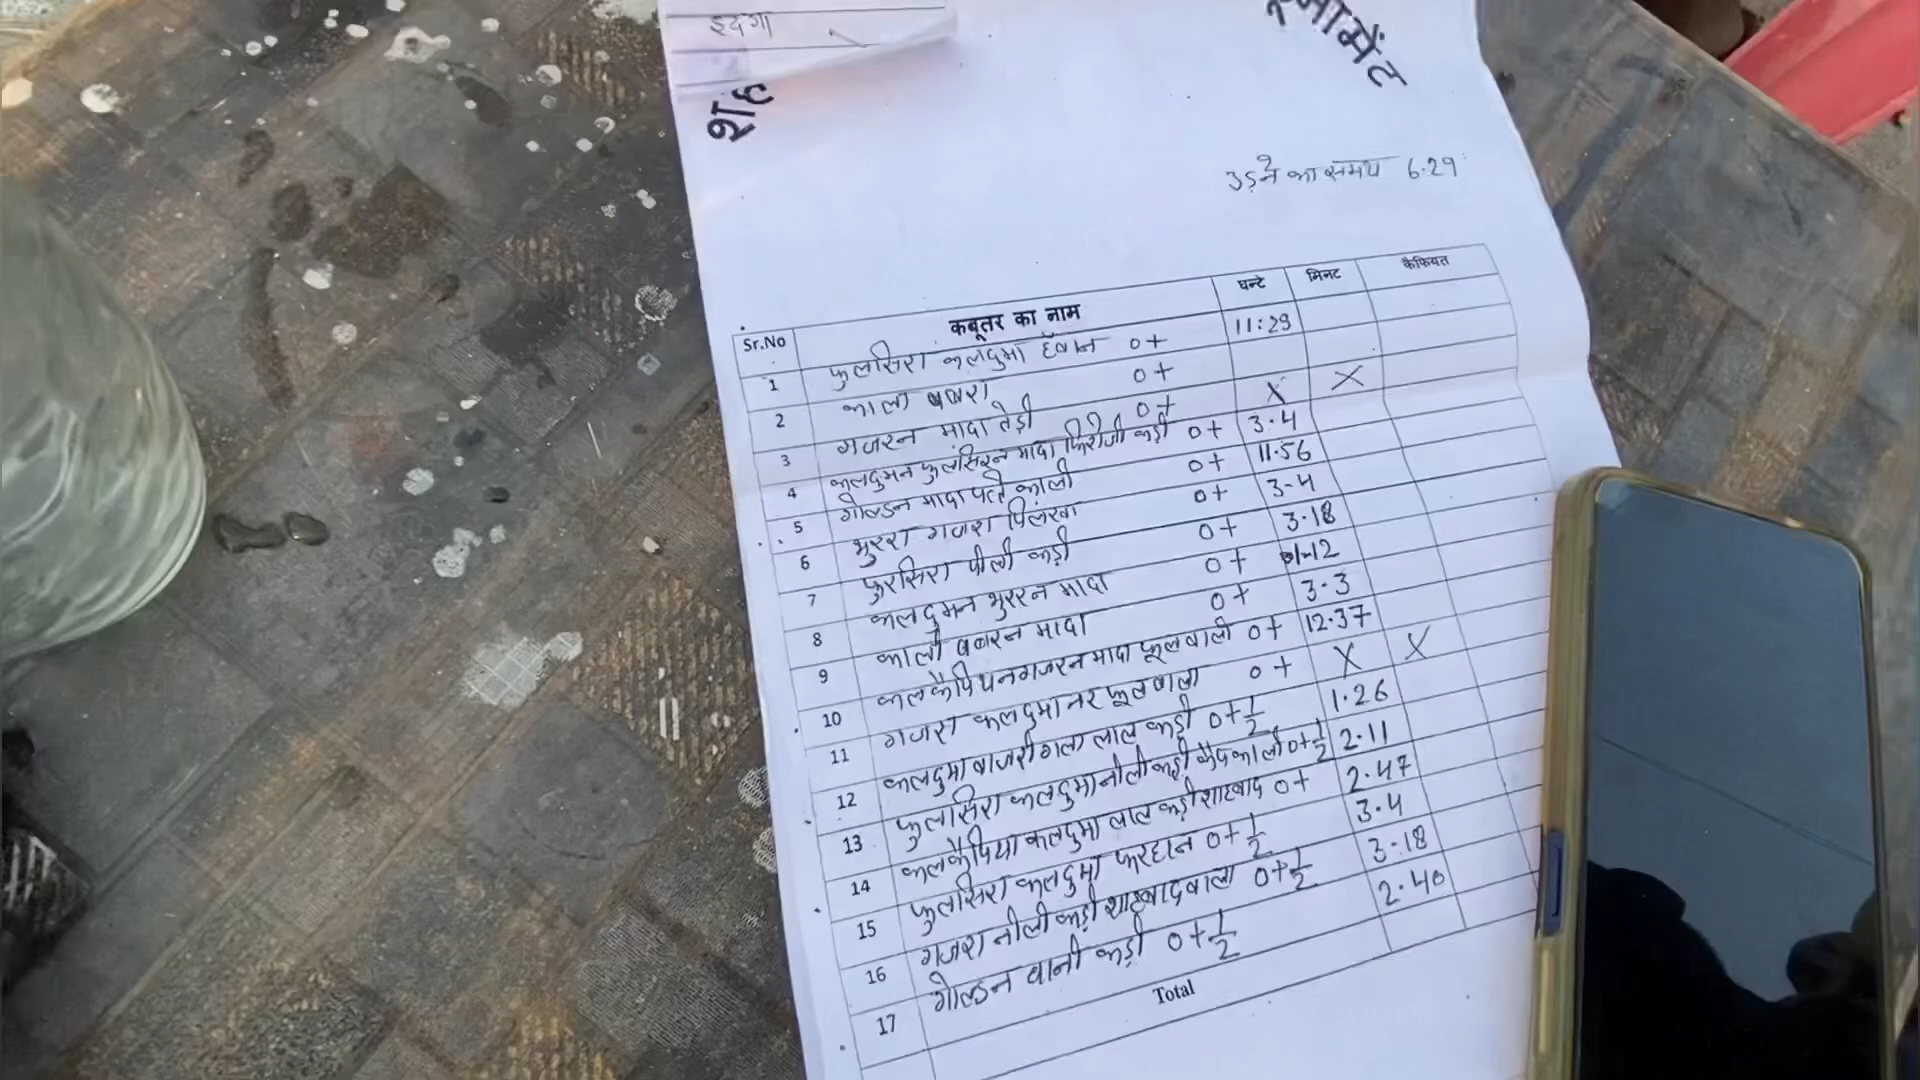 इदगा
शाह
र्नामेंट
उड़ने का समय 6:29
Sr.No कबूतर का नाम घन्टे मिनट कैफियत
1 फुलसिरा कलदुमा हैवान 0+ 11:29
2 काला बबरा 0+
3 गजरन मादा तेड़ी 0+ X X
4 कलदुमन फुलसिरन मादा फिरोजी कड़ी 0+ 3.4
5 गोल्डन मादा पत्ते काली 0+ 11.56
6 भुररा गजरा पिलंखा 0+ 3-4
7 फुरसिरा पीली कड़ी 0+ 3.18
8 कलदुमन भुररन मादा 0+
9 काली बबरन मादा 0+ 3.3
10 कलकैपियन गजरन मादा फूलवाली 0+ 12.37
11 गजरा कलदुमा नर फूलवाला 0+ X X
12 कलदुमा बाजरी गला लाल कड़ी 0+1/2 1.26
13 फुलसिरा कलदुमा नीली कड़ी कैप काली 0+1/2 2.11
14 कलकैपिया कलदुमा लाल कड़ी शाहबाद 0+ 2.47
15 फुलसिरा कलदुमा फरहान 0+1/2 3.4
16 गजरा नीली कड़ी शाहबादवाला 0+1/2 3-18
17 गोल्डन वानी कड़ी 0+1/2 2.40
Total